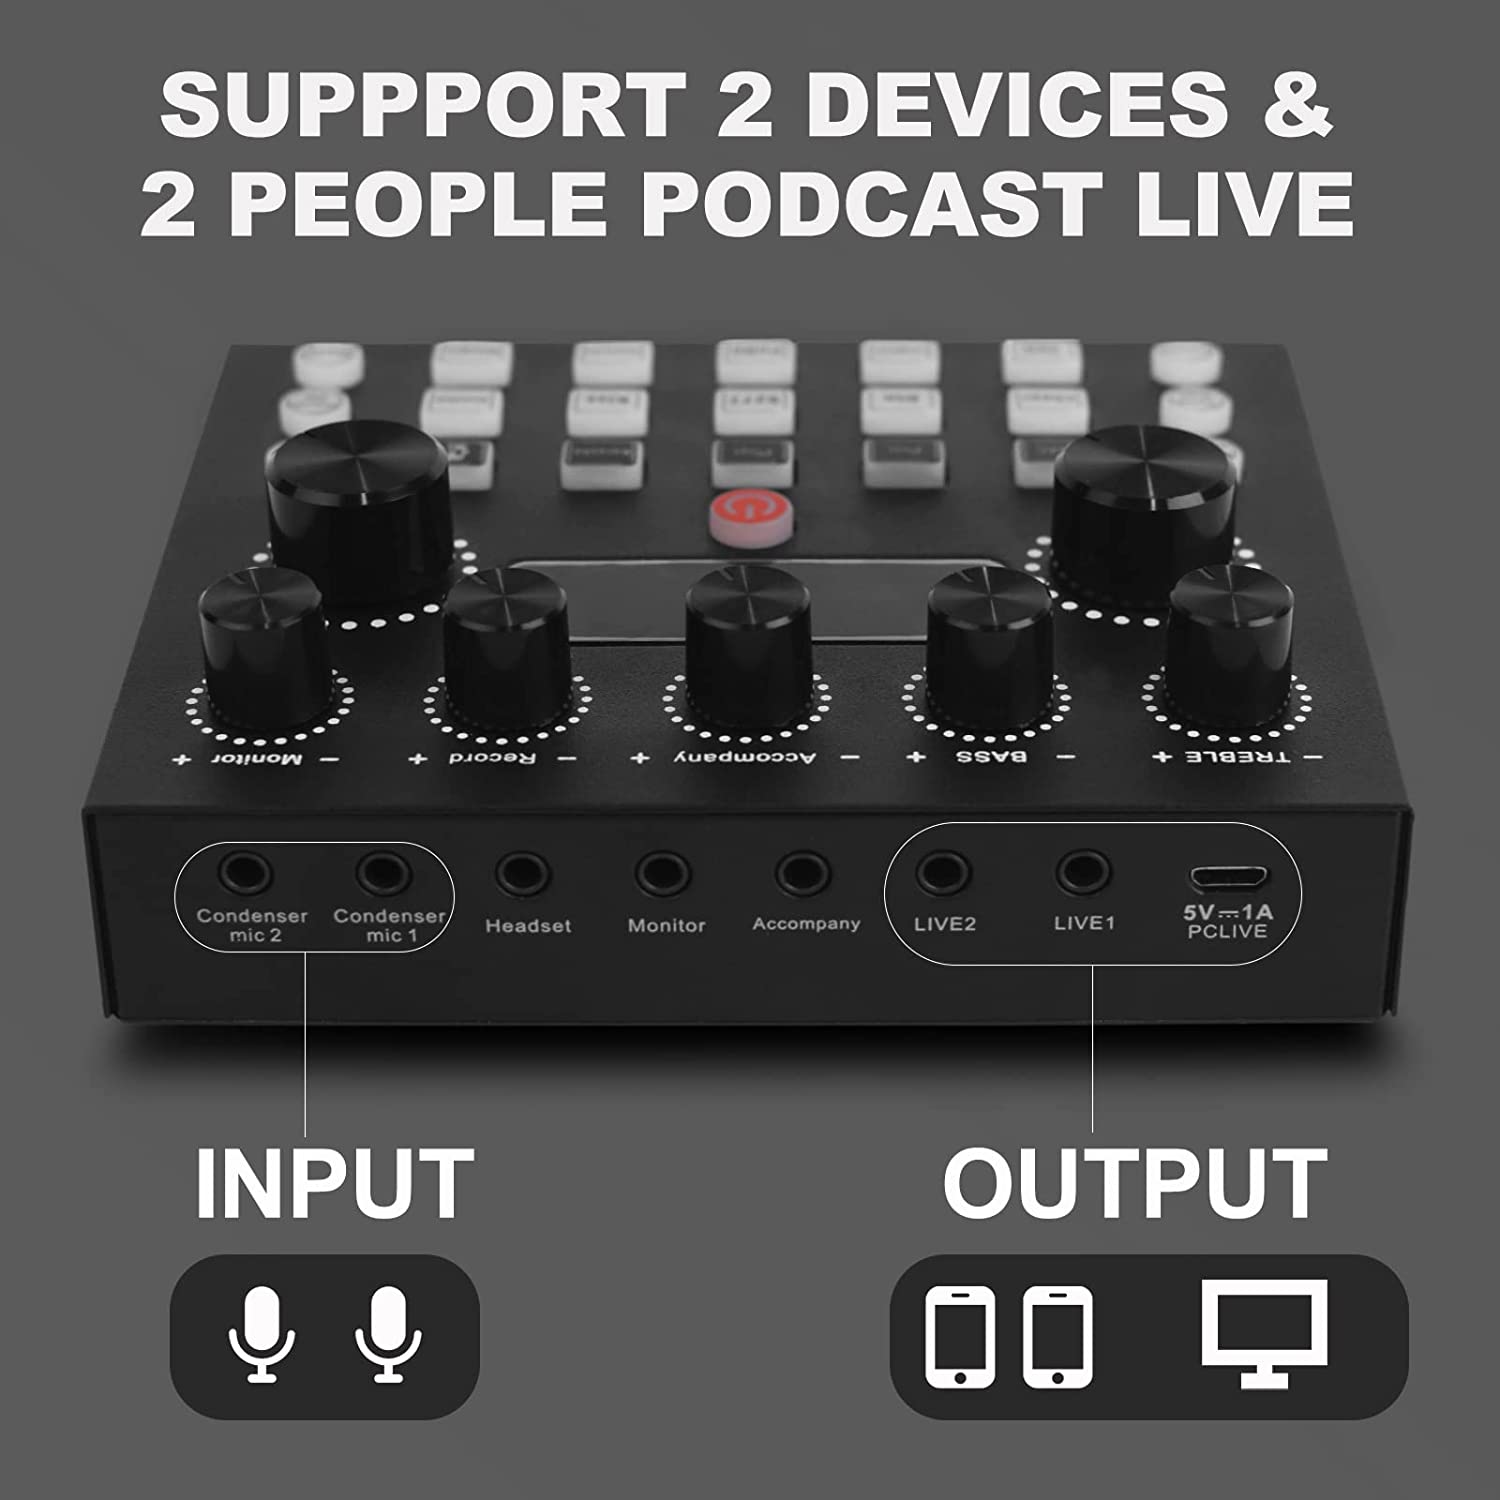 SUPPPORT 2 DEVICES &
2 PEOPLE PODCAST LIVE
+ Monitor −
+ Record −
+ Accompany −
+ BASS −
+ TREBLE −
Condenser mic 2
Condenser mic 1
Headset
Monitor
Accompany
LIVE2
LIVE1
5V⎓1A
PCLIVE
INPUT
OUTPUT